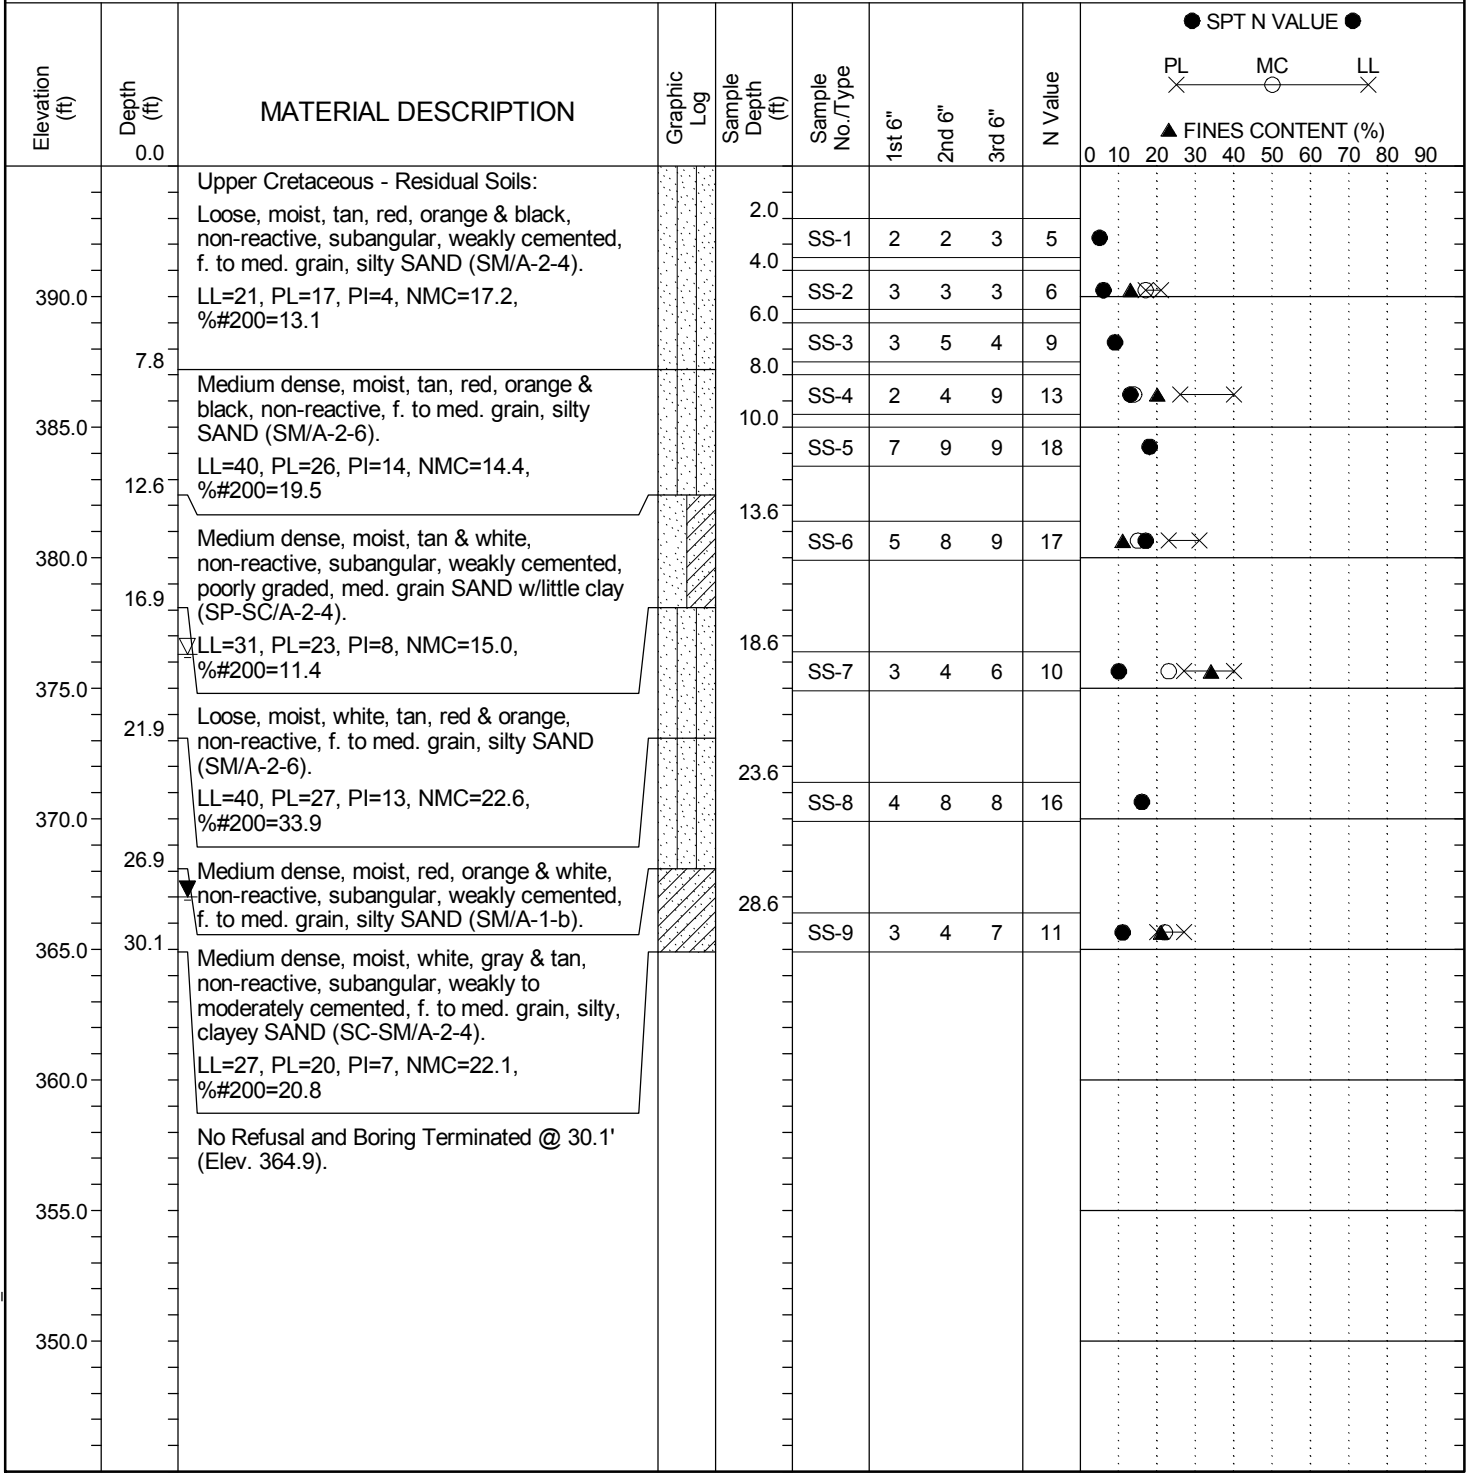 ● SPT N VALUE ●
PL MC LL
▲ FINES CONTENT (%)
0 10 20 30 40 50 60 70 80 90
Elevation (ft)
Depth (ft)
0.0
MATERIAL DESCRIPTION
Graphic Log
Sample Depth (ft)
Sample No./Type
1st 6"
2nd 6"
3rd 6"
N Value
Upper Cretaceous - Residual Soils:
Loose, moist, tan, red, orange & black,
non-reactive, subangular, weakly cemented,
f. to med. grain, silty SAND (SM/A-2-4).
LL=21, PL=17, PI=4, NMC=17.2,
%#200=13.1
7.8
Medium dense, moist, tan, red, orange &
black, non-reactive, f. to med. grain, silty
SAND (SM/A-2-6).
LL=40, PL=26, PI=14, NMC=14.4,
%#200=19.5
12.6
Medium dense, moist, tan & white,
non-reactive, subangular, weakly cemented,
poorly graded, med. grain SAND w/little clay
(SP-SC/A-2-4).
16.9
LL=31, PL=23, PI=8, NMC=15.0,
%#200=11.4
Loose, moist, white, tan, red & orange,
non-reactive, f. to med. grain, silty SAND
(SM/A-2-6).
21.9
LL=40, PL=27, PI=13, NMC=22.6,
%#200=33.9
26.9
Medium dense, moist, red, orange & white,
non-reactive, subangular, weakly cemented,
f. to med. grain, silty SAND (SM/A-1-b).
30.1
Medium dense, moist, white, gray & tan,
non-reactive, subangular, weakly to
moderately cemented, f. to med. grain, silty,
clayey SAND (SC-SM/A-2-4).
LL=27, PL=20, PI=7, NMC=22.1,
%#200=20.8
No Refusal and Boring Terminated @ 30.1'
(Elev. 364.9).
390.0
385.0
380.0
375.0
370.0
365.0
360.0
355.0
350.0
2.0
SS-1 2 2 3 5
4.0
SS-2 3 3 3 6
6.0
SS-3 3 5 4 9
8.0
SS-4 2 4 9 13
10.0
SS-5 7 9 9 18
13.6
SS-6 5 8 9 17
18.6
SS-7 3 4 6 10
23.6
SS-8 4 8 8 16
28.6
SS-9 3 4 7 11